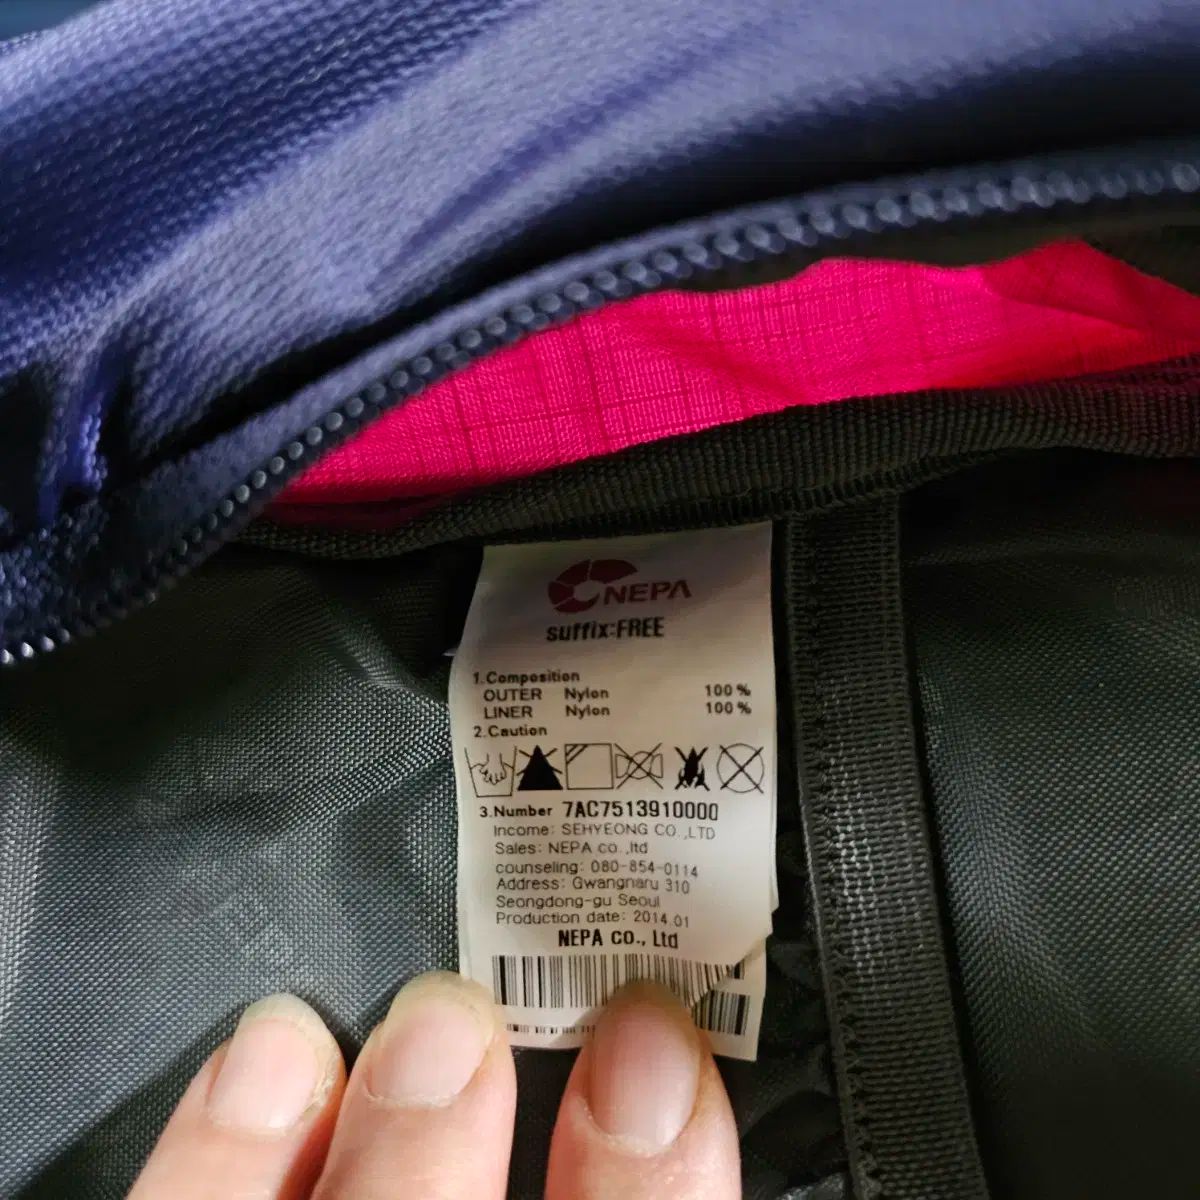 NEPA
suffix:FREE
1.Composition
OUTER Nylon 100%
LINER Nylon 100%
2.Caution
3.Number 7AC7513910000
Income: SEHYEONG CO.,LTD
Sales: NEPA co.,ltd
counseling: 080-854-0114
Address: Gwangnaru 310
Seongdong-gu Seoul
Production date: 2014.01
NEPA CO., Ltd